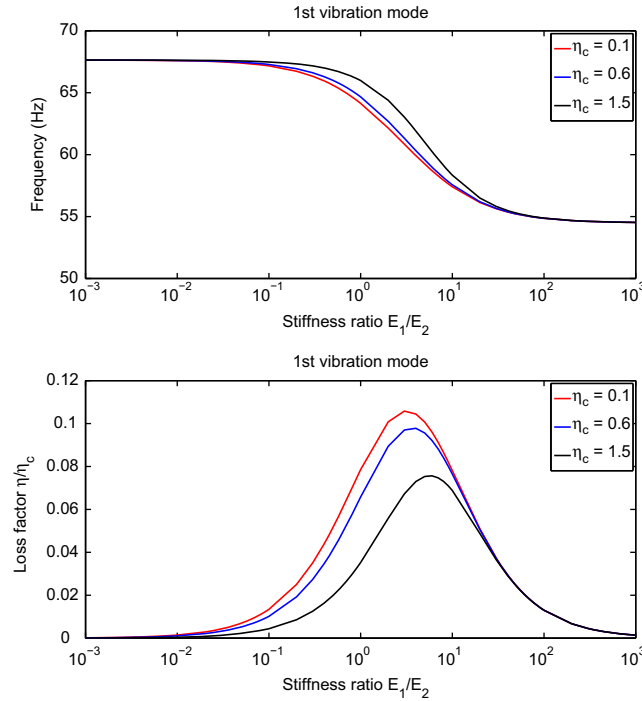 1st vibration mode
70
65
60
55
50
Frequency (Hz)
η_c = 0.1
η_c = 0.6
η_c = 1.5
10^−3 10^−2 10^−1 10^0 10^1 10^2 10^3
Stiffness ratio E_1/E_2
1st vibration mode
0.12
0.1
0.08
0.06
0.04
0.02
0
Loss factor η/η_c
η_c = 0.1
η_c = 0.6
η_c = 1.5
10^−3 10^−2 10^−1 10^0 10^1 10^2 10^3
Stiffness ratio E_1/E_2